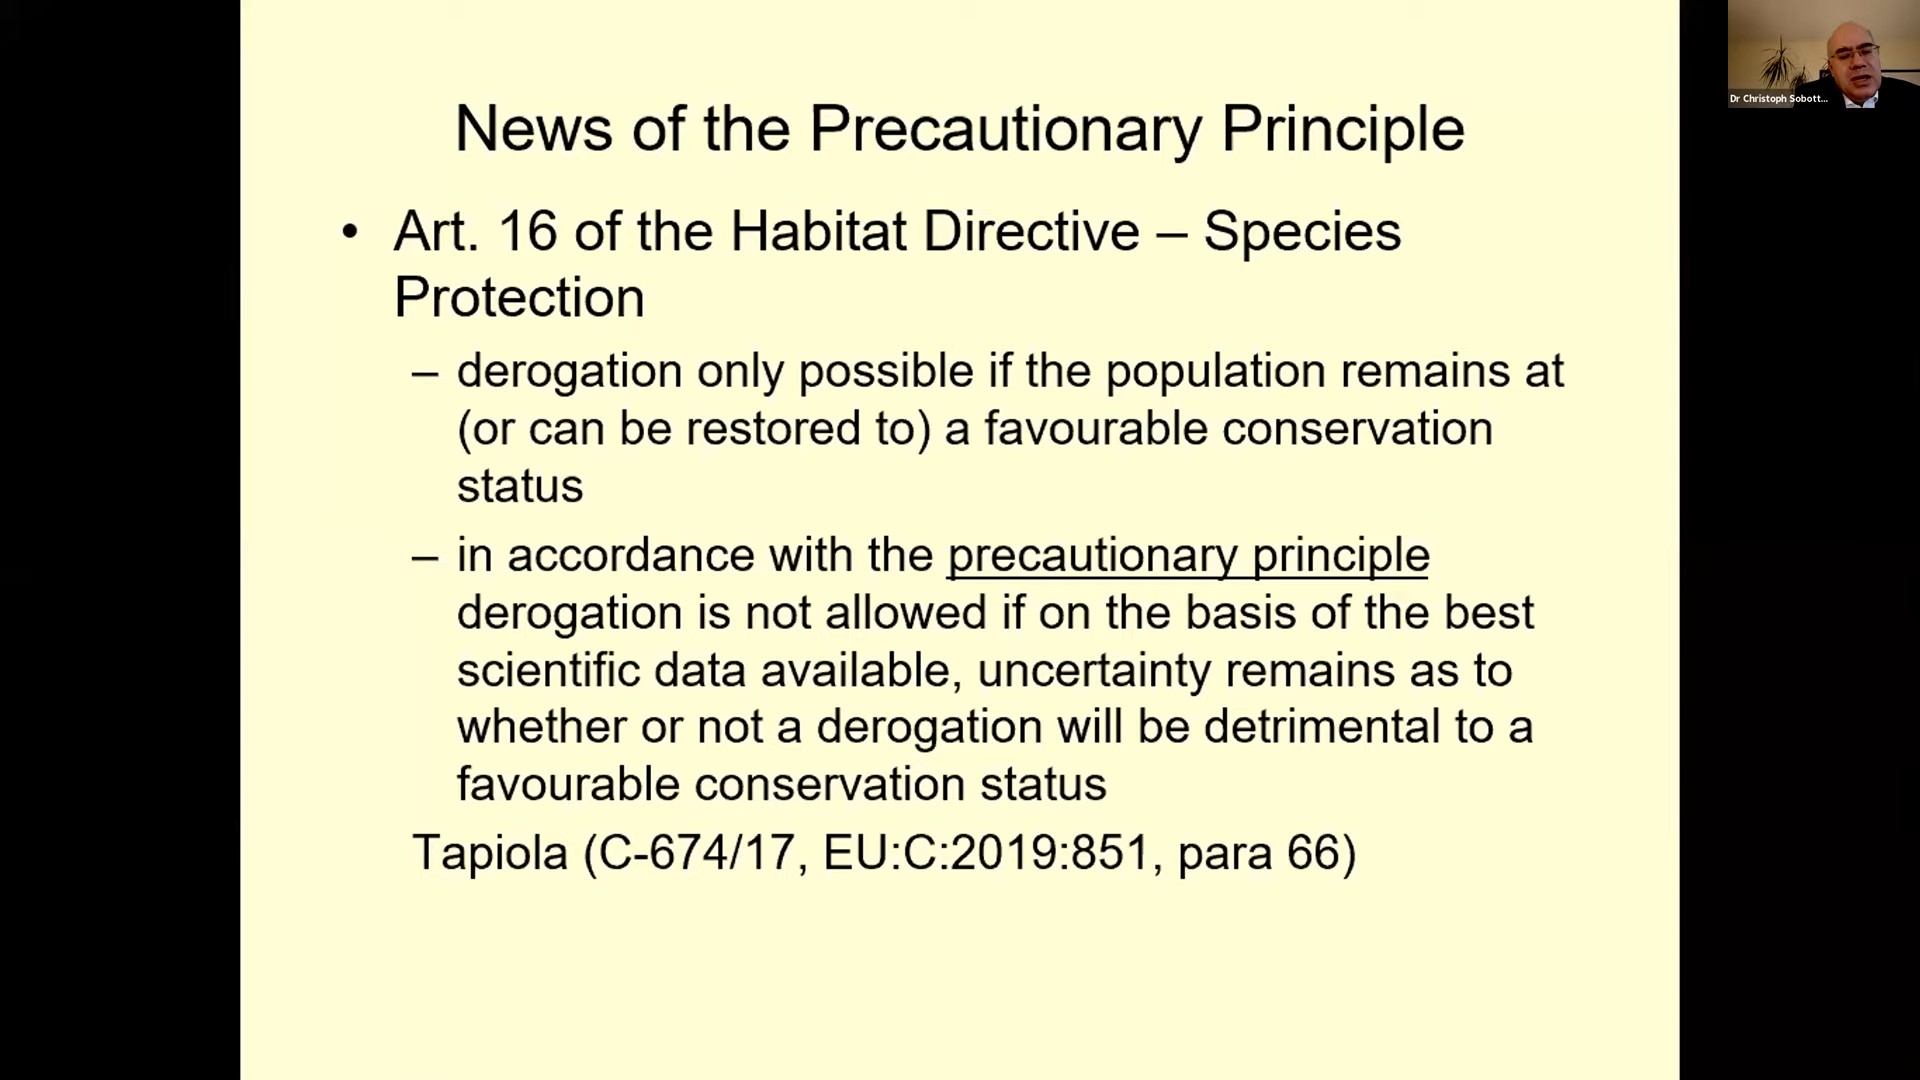 News of the Precautionary Principle
• Art. 16 of the Habitat Directive – Species
Protection
– derogation only possible if the population remains at
(or can be restored to) a favourable conservation
status
– in accordance with the precautionary principle
derogation is not allowed if on the basis of the best
scientific data available, uncertainty remains as to
whether or not a derogation will be detrimental to a
favourable conservation status
Tapiola (C-674/17, EU:C:2019:851, para 66)
Dr Christoph Sobott...